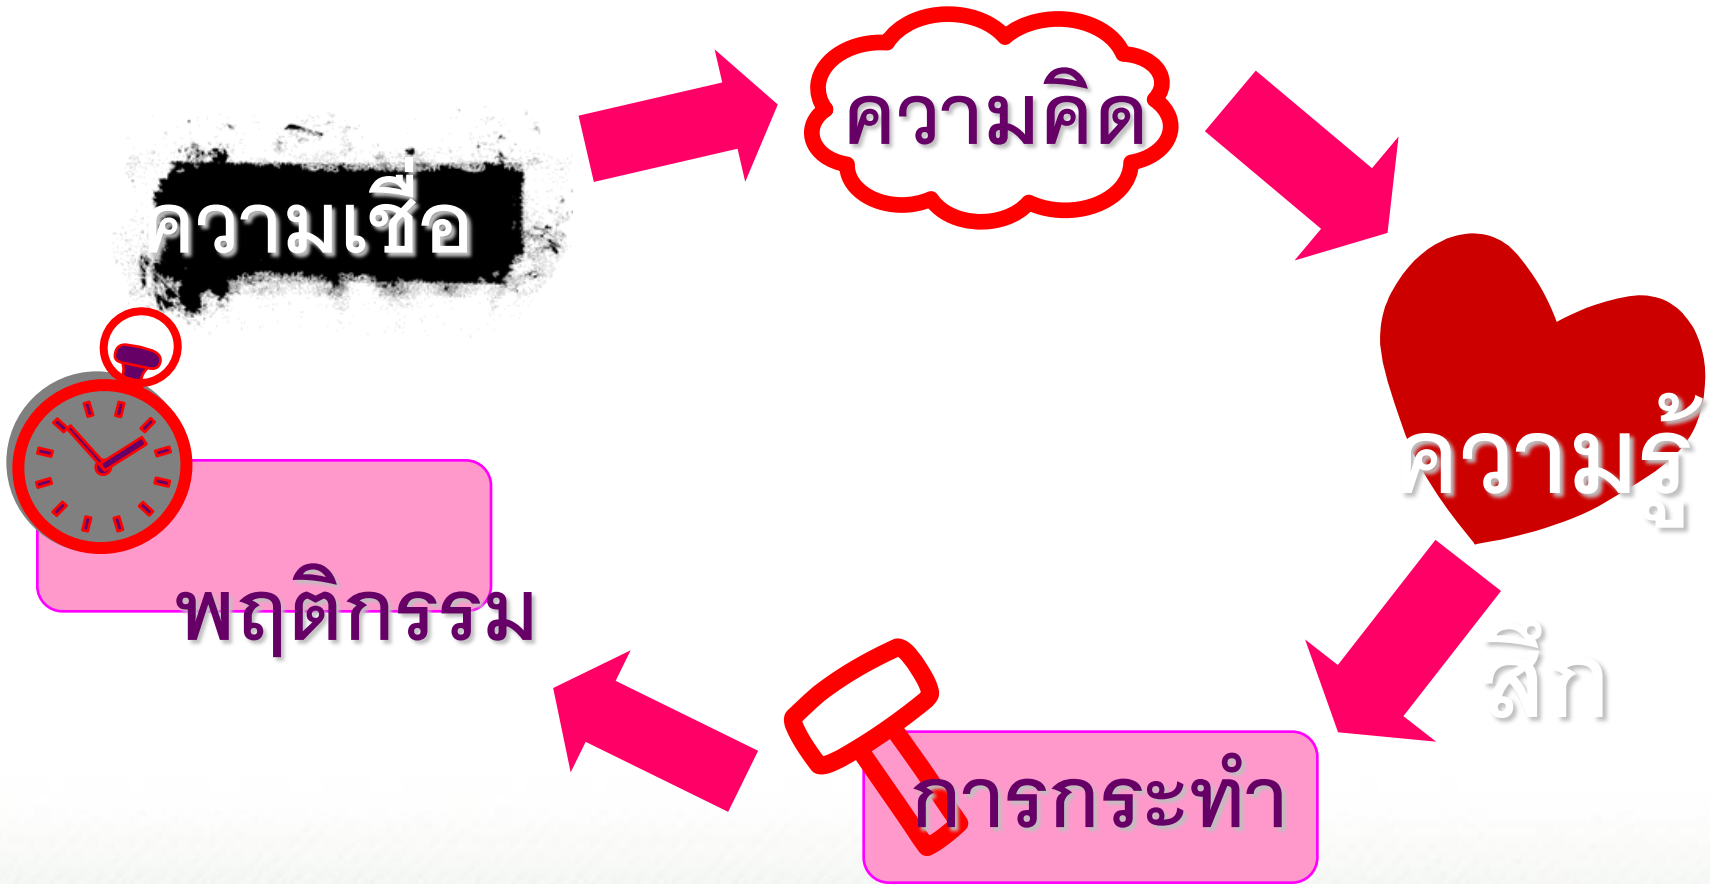 ความเชื่อ
ความคิด
ความรู้
สึก
การกระทำ
พฤติกรรม